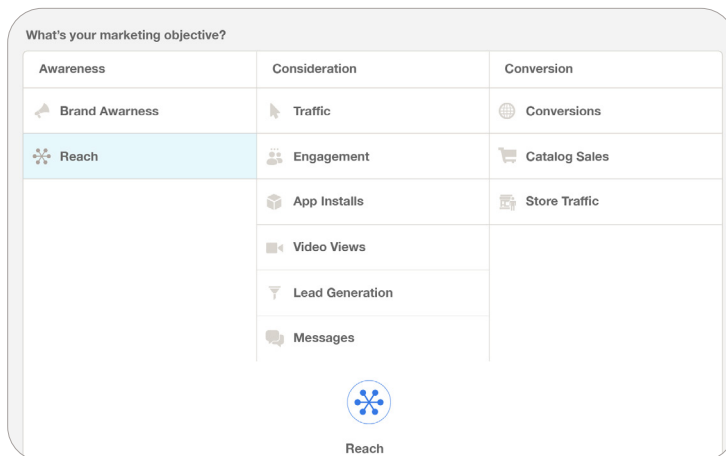 What's your marketing objective?
Awareness
Consideration
Conversion
Brand Awarness
Traffic
Conversions
Reach
Engagement
Catalog Sales
App Installs
Store Traffic
Video Views
Lead Generation
Messages
Reach